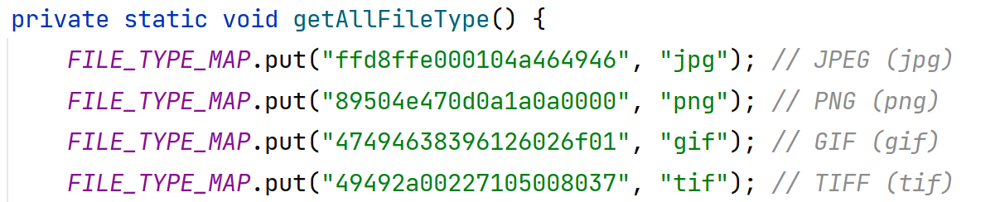 private static void getAllFileType() {
FILE_TYPE_MAP.put("ffd8ffe000104a464946", "jpg"); // JPEG (jpg)
FILE_TYPE_MAP.put("89504e470d0a1a0a0000", "png"); // PNG (png)
FILE_TYPE_MAP.put("47494638396126026f01", "gif"); // GIF (gif)
FILE_TYPE_MAP.put("49492a00227105008037", "tif"); // TIFF (tif)